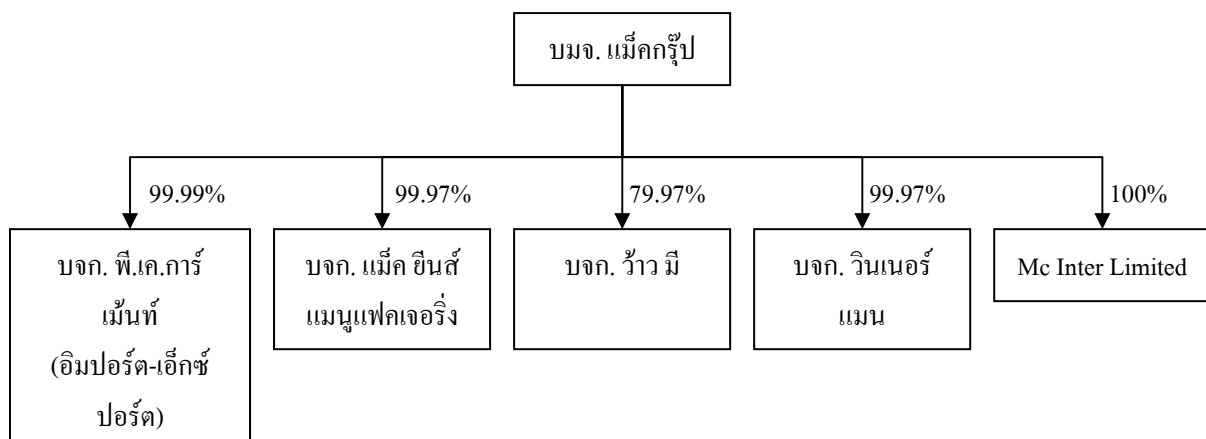 บมจ. แม็คกรุ๊ป
99.99%
99.97%
79.97%
99.97%
100%
บจก. พี.เค.การ์
เม้นท์
(อิมปอร์ต-เอ็กซ์
ปอร์ต)
บจก. แม็ค ยีนส์
แมนูแฟคเจอริ่ง
บจก. ว้าว มี
บจก. วินเนอร์
แมน
Mc Inter Limited